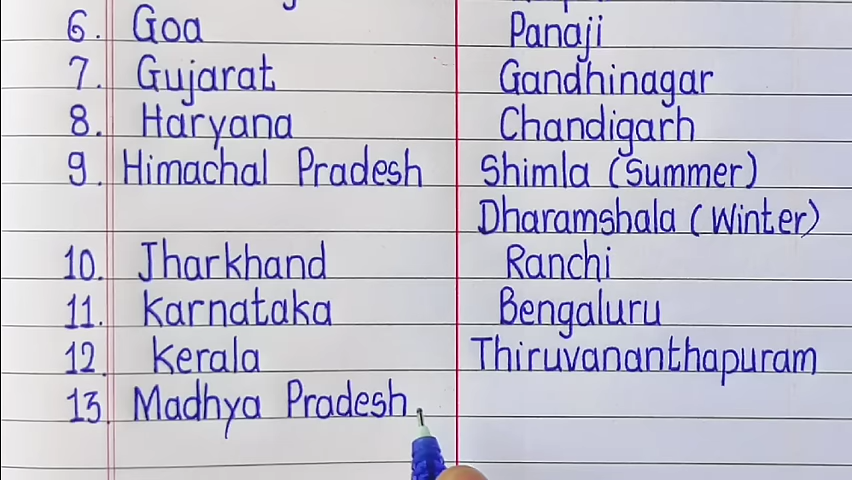 6. Goa Panaji
7. Gujarat Gandhinagar
8. Haryana Chandigarh
9. Himachal Pradesh Shimla (Summer)
Dharamshala (Winter)
10. Jharkhand Ranchi
11. Karnataka Bengaluru
12. Kerala Thiruvananthapuram
13 Madhya Pradesh